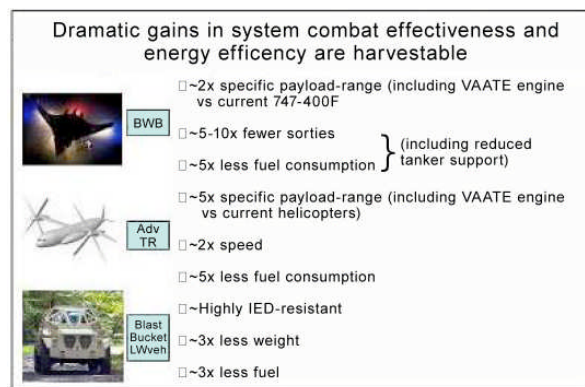 Dramatic gains in system combat effectiveness and
energy efficency are harvestable
BWB
□~2x specific payload-range (including VAATE engine
vs current 747-400F
□~5-10x fewer sorties
□~5x less fuel consumption
(including reduced
tanker support)
Adv
TR
□~5x specific payload-range (including VAATE engine
vs current helicopters)
□~2x speed
□~5x less fuel consumption
Blast
Bucket
LWveh
□~Highly IED-resistant
□~3x less weight
□~3x less fuel